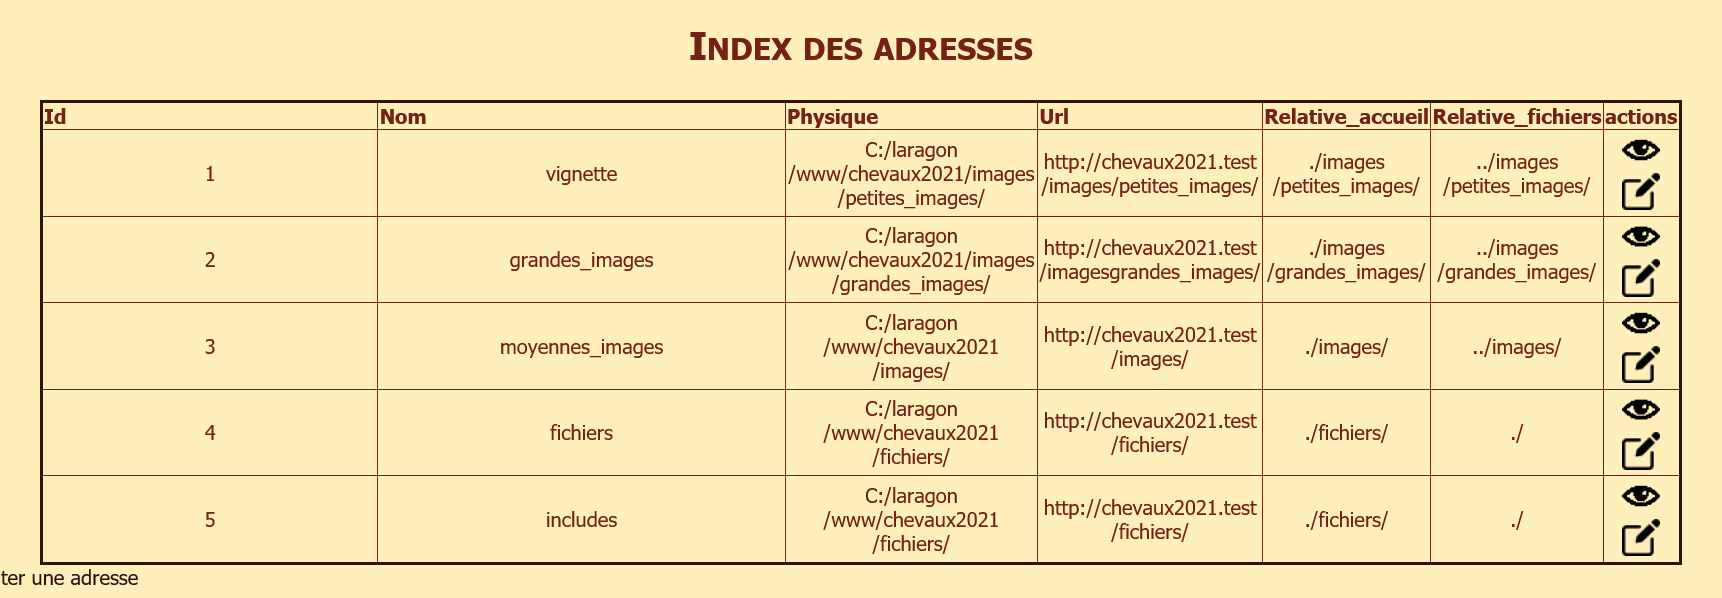 Index des adresses
Id Nom Physique Url Relative_accueil Relative_fichiers actions
1 vignette C:/laragon /www/chevaux2021/images /petites_images/ http://chevaux2021.test /images/petites_images/ ./images /petites_images/ ../images /petites_images/
2 grandes_images C:/laragon /www/chevaux2021/images /grandes_images/ http://chevaux2021.test /imagesgrandes_images/ ./images /grandes_images/ ../images /grandes_images/
3 moyennes_images C:/laragon /www/chevaux2021 /images/ http://chevaux2021.test /images/ ./images/ ../images/
4 fichiers C:/laragon /www/chevaux2021 /fichiers/ http://chevaux2021.test /fichiers/ ./fichiers/ ./
5 includes C:/laragon /www/chevaux2021 /fichiers/ http://chevaux2021.test /fichiers/ ./fichiers/ ./
ter une adresse